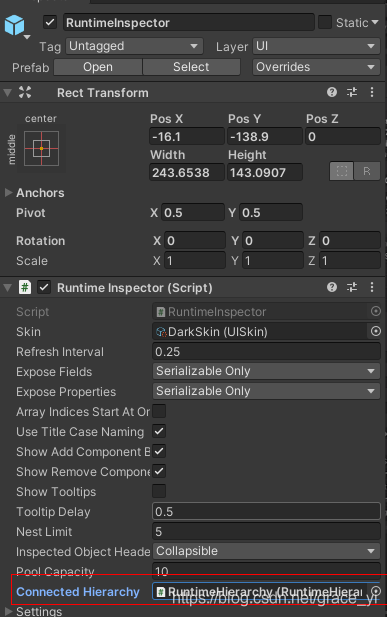 RuntimeInspector Static
Tag Untagged Layer UI
Prefab Open Select Overrides
Rect Transform
center Pos X Pos Y Pos Z
middle -16.1 -138.9 0
Width Height
243.6538 143.0907 R
Anchors
Pivot X 0.5 Y 0.5
Rotation X 0 Y 0 Z 0
Scale X 1 Y 1 Z 1
# Runtime Inspector (Script)
Script # RuntimeInspector
Skin DarkSkin (UISkin)
Refresh Interval 0.25
Expose Fields Serializable Only
Expose Properties Serializable Only
Array Indices Start At Or
Use Title Case Naming
Show Add Component B
Show Remove Compone
Show Tooltips
Tooltip Delay 0.5
Nest Limit 5
Inspected Object Heade Collapsible
Pool Capacity 10
Connected Hierarchy # RuntimeHierarchy (RuntimeHierar
https://blog.csdn.net/grace_yi
Settings